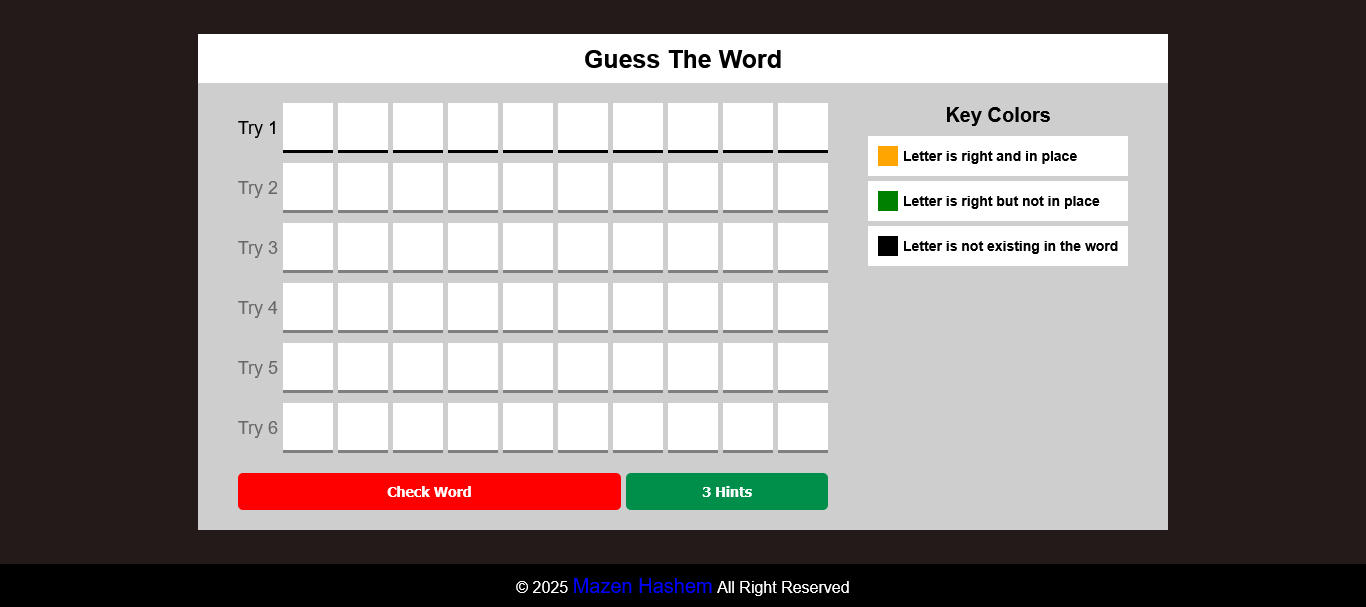 Guess The Word
Try 1
Try 2
Try 3
Try 4
Try 5
Try 6
Check Word
3 Hints
Key Colors
Letter is right and in place
Letter is right but not in place
Letter is not existing in the word
© 2025 Mazen Hashem All Right Reserved